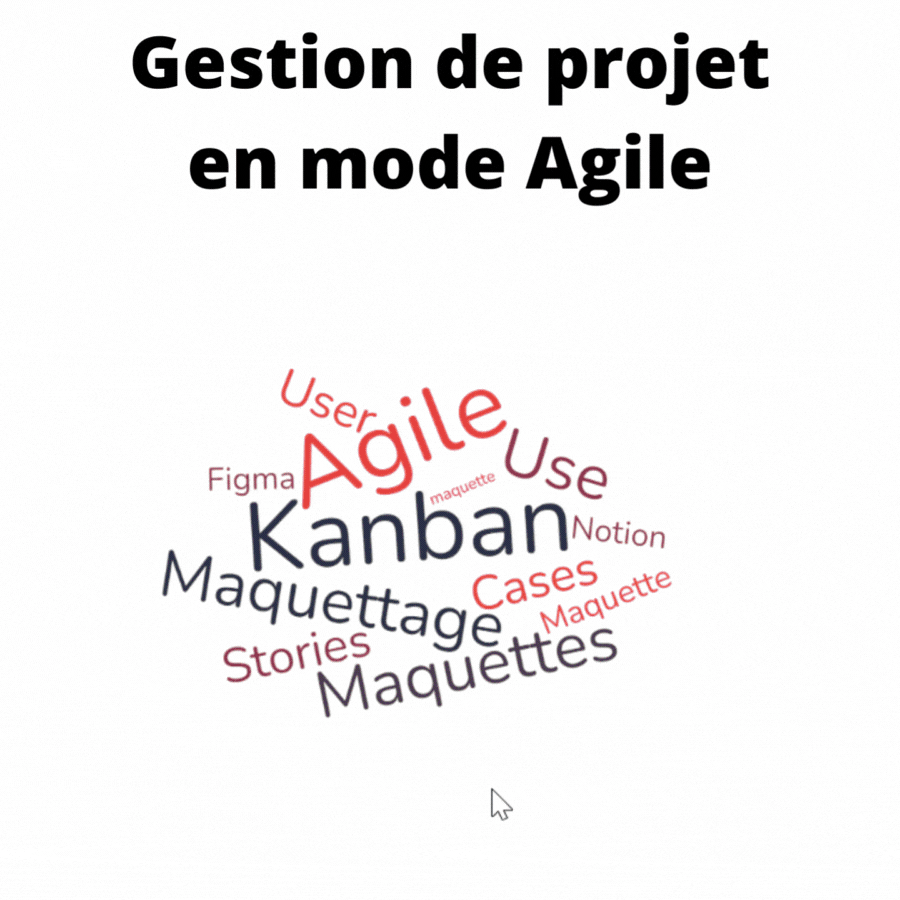 Gestion de projet
en mode Agile
User
Agile
Use
Figma
maquette
Kanban
Notion
Maquettage
Cases
Maquette
Stories
Maquettes